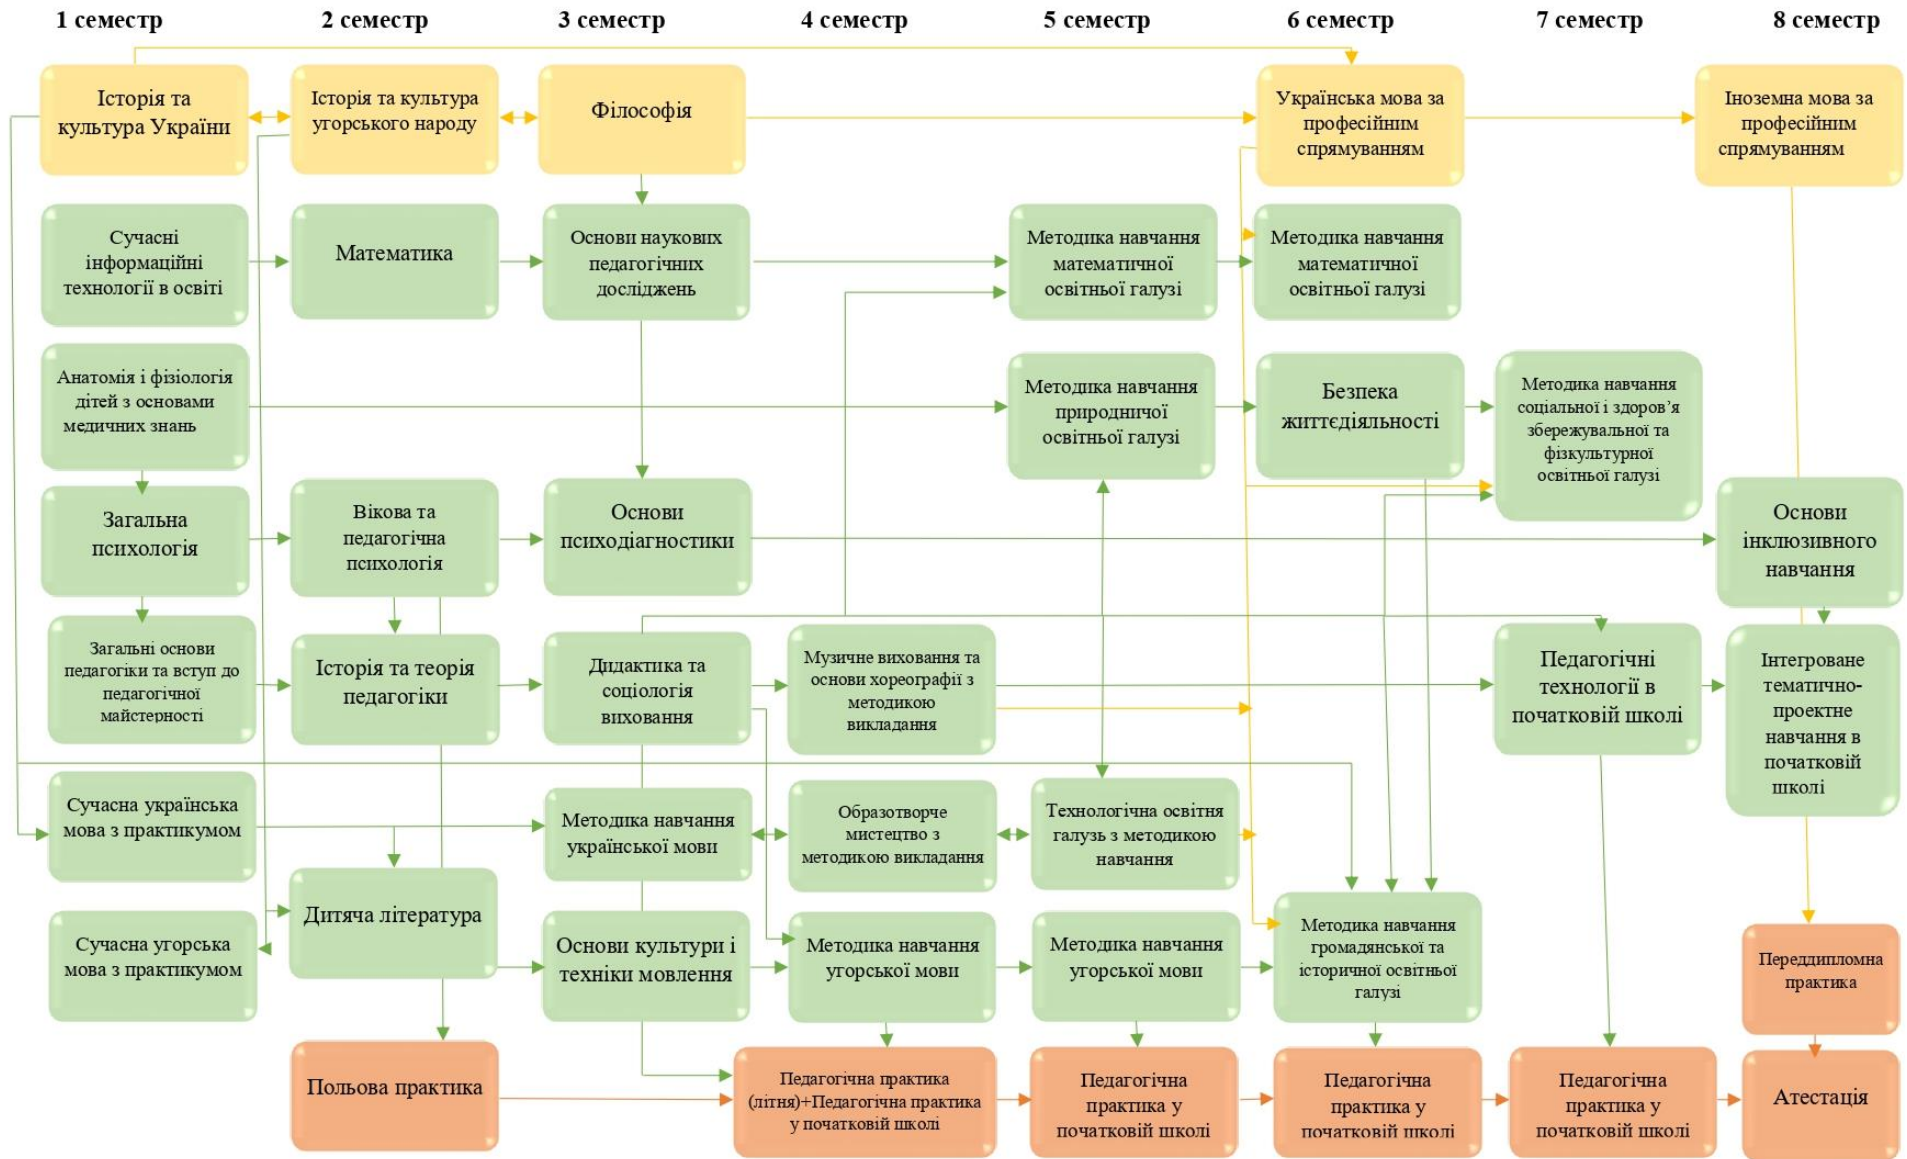 1 семестр
2 семестр
3 семестр
4 семестр
5 семестр
6 семестр
7 семестр
8 семестр
Історія та
культура України
Історія та культура
угорського народу
Філософія
Українська мова за
професійним
спрямуванням
Іноземна мова за
професійним
спрямуванням
Сучасні
інформаційні
технології в освіті
Математика
Основи наукових
педагогічних
досліджень
Методика навчання
математичної
освітньої галузі
Методика навчання
математичної
освітньої галузі
Анатомія і фізіологія
дітей з основами
медичних знань
Методика навчання
природничої
освітньої галузі
Безпека
життєдіяльності
Методика навчання
соціальної і здоров’я
збережувальної та
фізкультурної
освітньої галузі
Загальна
психологія
Вікова та
педагогічна
психологія
Основи
психодіагностики
Основи
інклюзивного
навчання
Загальні основи
педагогіки та вступ до
педагогічної
майстерності
Історія та теорія
педагогіки
Дидактика та
соціологія
виховання
Музичне виховання та
основи хореографії з
методикою
викладання
Педагогічні
технології в
початковій школі
Інтегроване
тематично-
проектне
навчання в
початковій
школі
Сучасна українська
мова з практикумом
Методика навчання
української мови
Образотворче
мистецтво з
методикою викладання
Технологічна освітня
галузь з методикою
навчання
Сучасна угорська
мова з практикумом
Дитяча література
Основи культури і
техніки мовлення
Методика навчання
угорської мови
Методика навчання
угорської мови
Методика навчання
громадянської та
історичної освітньої
галузі
Переддипломна
практика
Польова практика
Педагогічна практика
(літня)+Педагогічна практика
у початковій школі
Педагогічна
практика у
початковій школі
Педагогічна
практика у
початковій школі
Педагогічна
практика у
початковій школі
Атестація